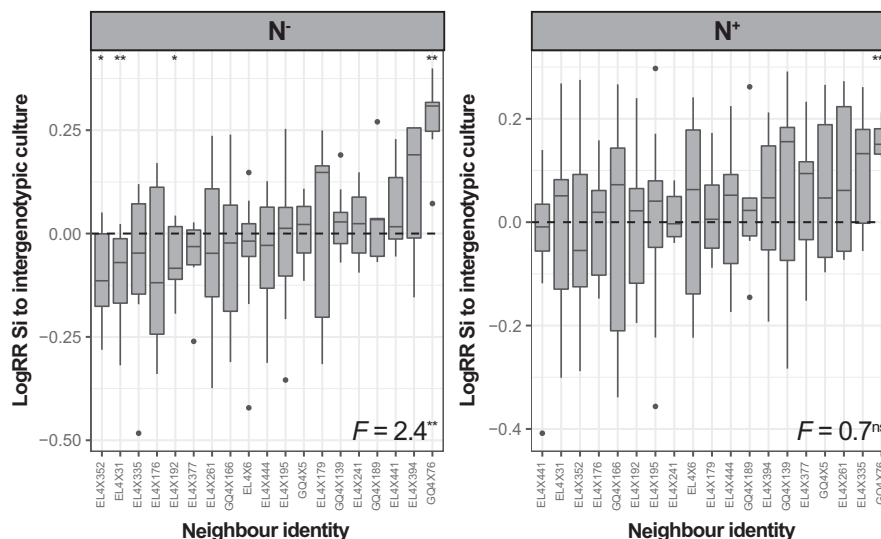 N-
N+
* ** * **
**
LogRR Si to intergenotypic culture
0.25
0.00
−0.25
−0.50
F = 2.4**
EL4X352
EL4X31
EL4X335
EL4X176
EL4X192
EL4X377
EL4X261
GQ4X166
EL4X6
EL4X444
EL4X195
GQ4X5
EL4X179
GQ4X139
EL4X241
GQ4X189
EL4X441
EL4X394
GQ4X76
Neighbour identity
LogRR Si to intergenotypic culture
0.2
0.0
−0.2
−0.4
F = 0.7ns
EL4X441
EL4X31
EL4X352
EL4X176
GQ4X166
EL4X192
EL4X195
EL4X241
EL4X6
EL4X179
EL4X444
GQ4X189
EL4X394
GQ4X139
EL4X377
GQ4X5
EL4X261
EL4X335
GQ4X76
Neighbour identity